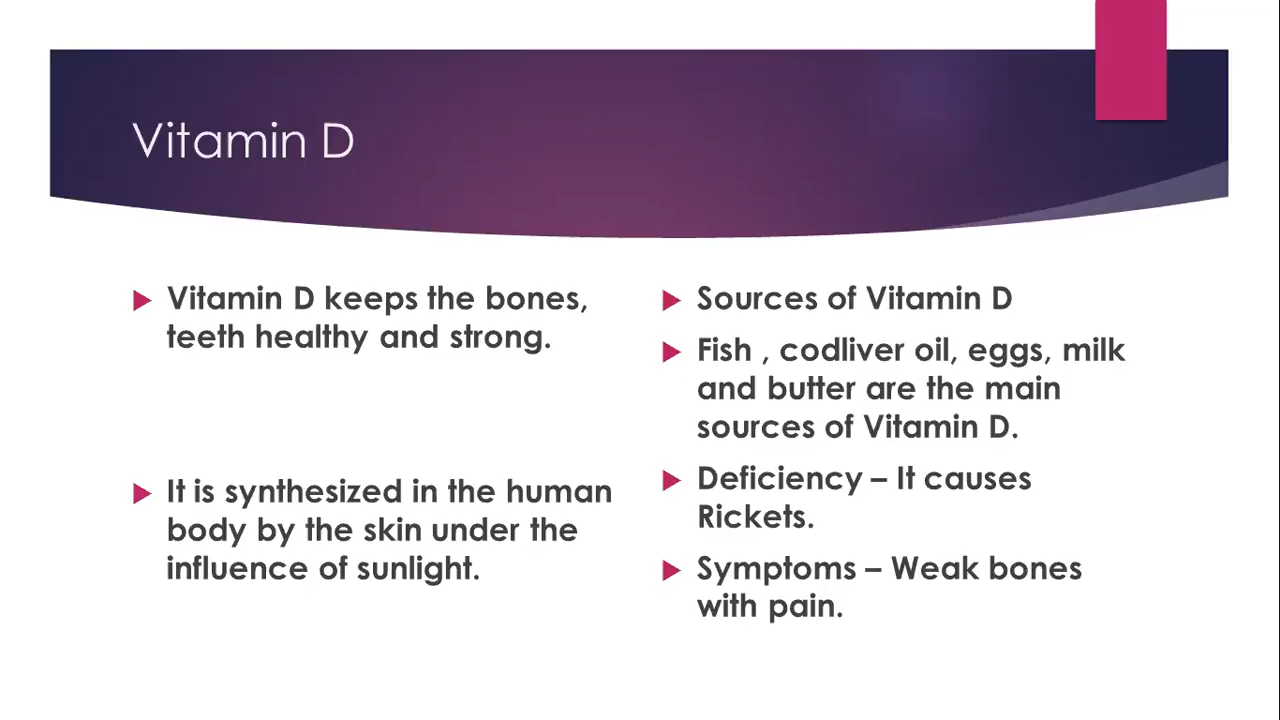 Vitamin D
Vitamin D keeps the bones,
teeth healthy and strong.
It is synthesized in the human
body by the skin under the
influence of sunlight.
Sources of Vitamin D
Fish , codliver oil, eggs, milk
and butter are the main
sources of Vitamin D.
Deficiency – It causes
Rickets.
Symptoms – Weak bones
with pain.